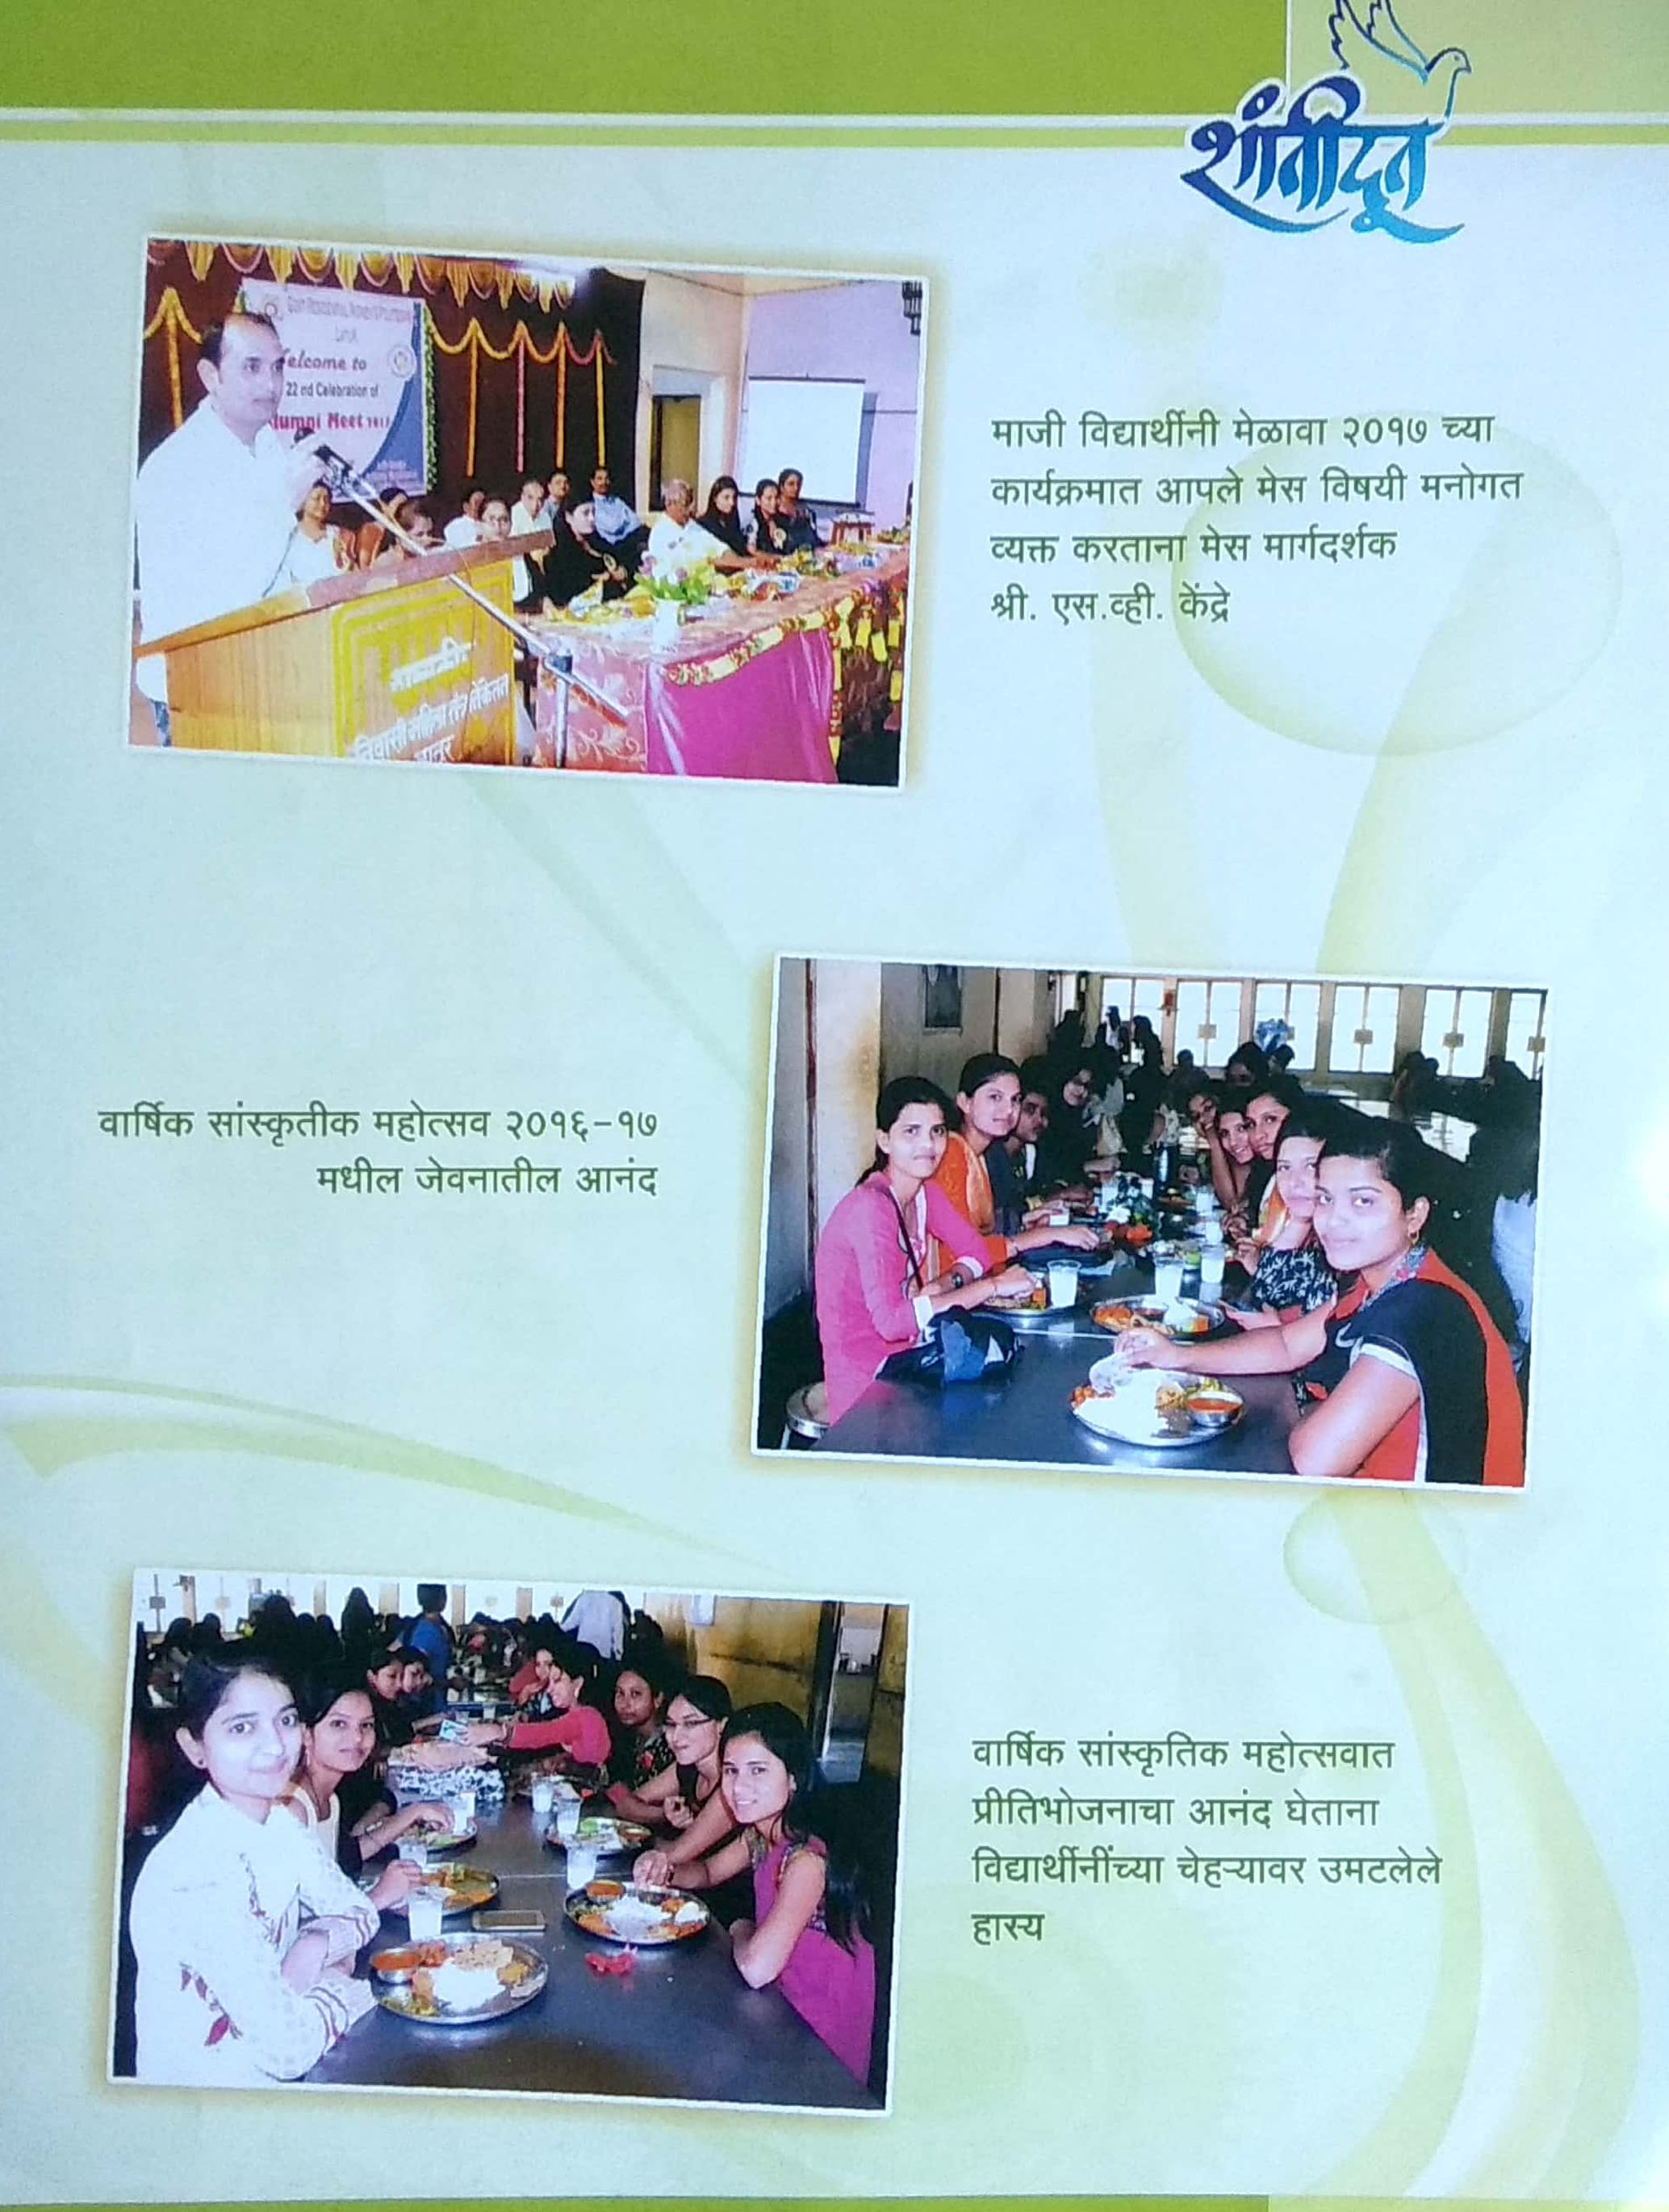 शांतीदूत
Welcome to
22 nd Celebration of
Alumni Meet 2017
माजी विद्यार्थीनी मेळावा २०१७ च्या
कार्यक्रमात आपले मेस विषयी मनोगत
व्यक्त करताना मेस मार्गदर्शक
श्री. एस.व्ही. केंद्रे
वार्षिक सांस्कृतीक महोत्सव २०१६-१७
मधील जेवनातील आनंद
वार्षिक सांस्कृतिक महोत्सवात
प्रीतिभोजनाचा आनंद घेताना
विद्यार्थीनींच्या चेहऱ्यावर उमटलेले
हास्य